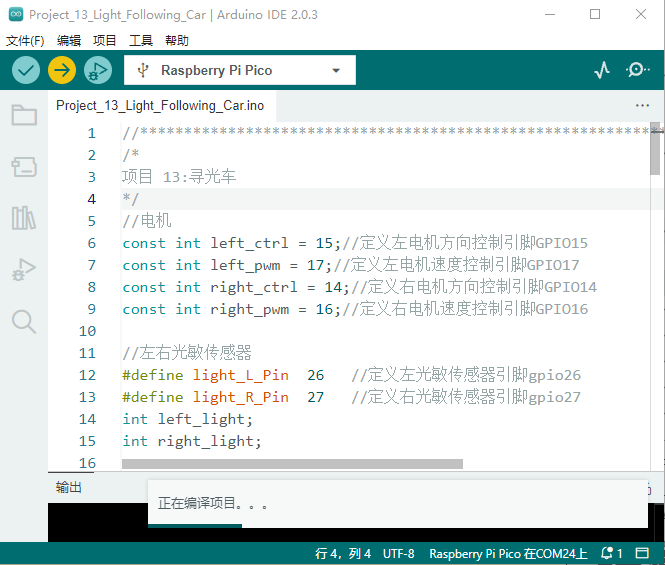 Project_13_Light_Following_Car | Arduino IDE 2.0.3
文件(F) 编辑 项目 工具 帮助
Raspberry Pi Pico
Project_13_Light_Following_Car.ino
1 //************************************************************
2 /*
3 项目 13:寻光车
4 */
5 //电机
6 const int left_ctrl = 15;//定义左电机方向控制引脚GPIO15
7 const int left_pwm = 17;//定义左电机速度控制引脚GPIO17
8 const int right_ctrl = 14;//定义右电机方向控制引脚GPIO14
9 const int right_pwm = 16;//定义右电机速度控制引脚GPIO16
10
11 //左右光敏传感器
12 #define light_L_Pin 26 //定义左光敏传感器引脚gpio26
13 #define light_R_Pin 27 //定义右光敏传感器引脚gpio27
14 int left_light;
15 int right_light;
16
输出
正在编译项目。。。
行 4，列 4 UTF-8 Raspberry Pi Pico 在COM24上 1